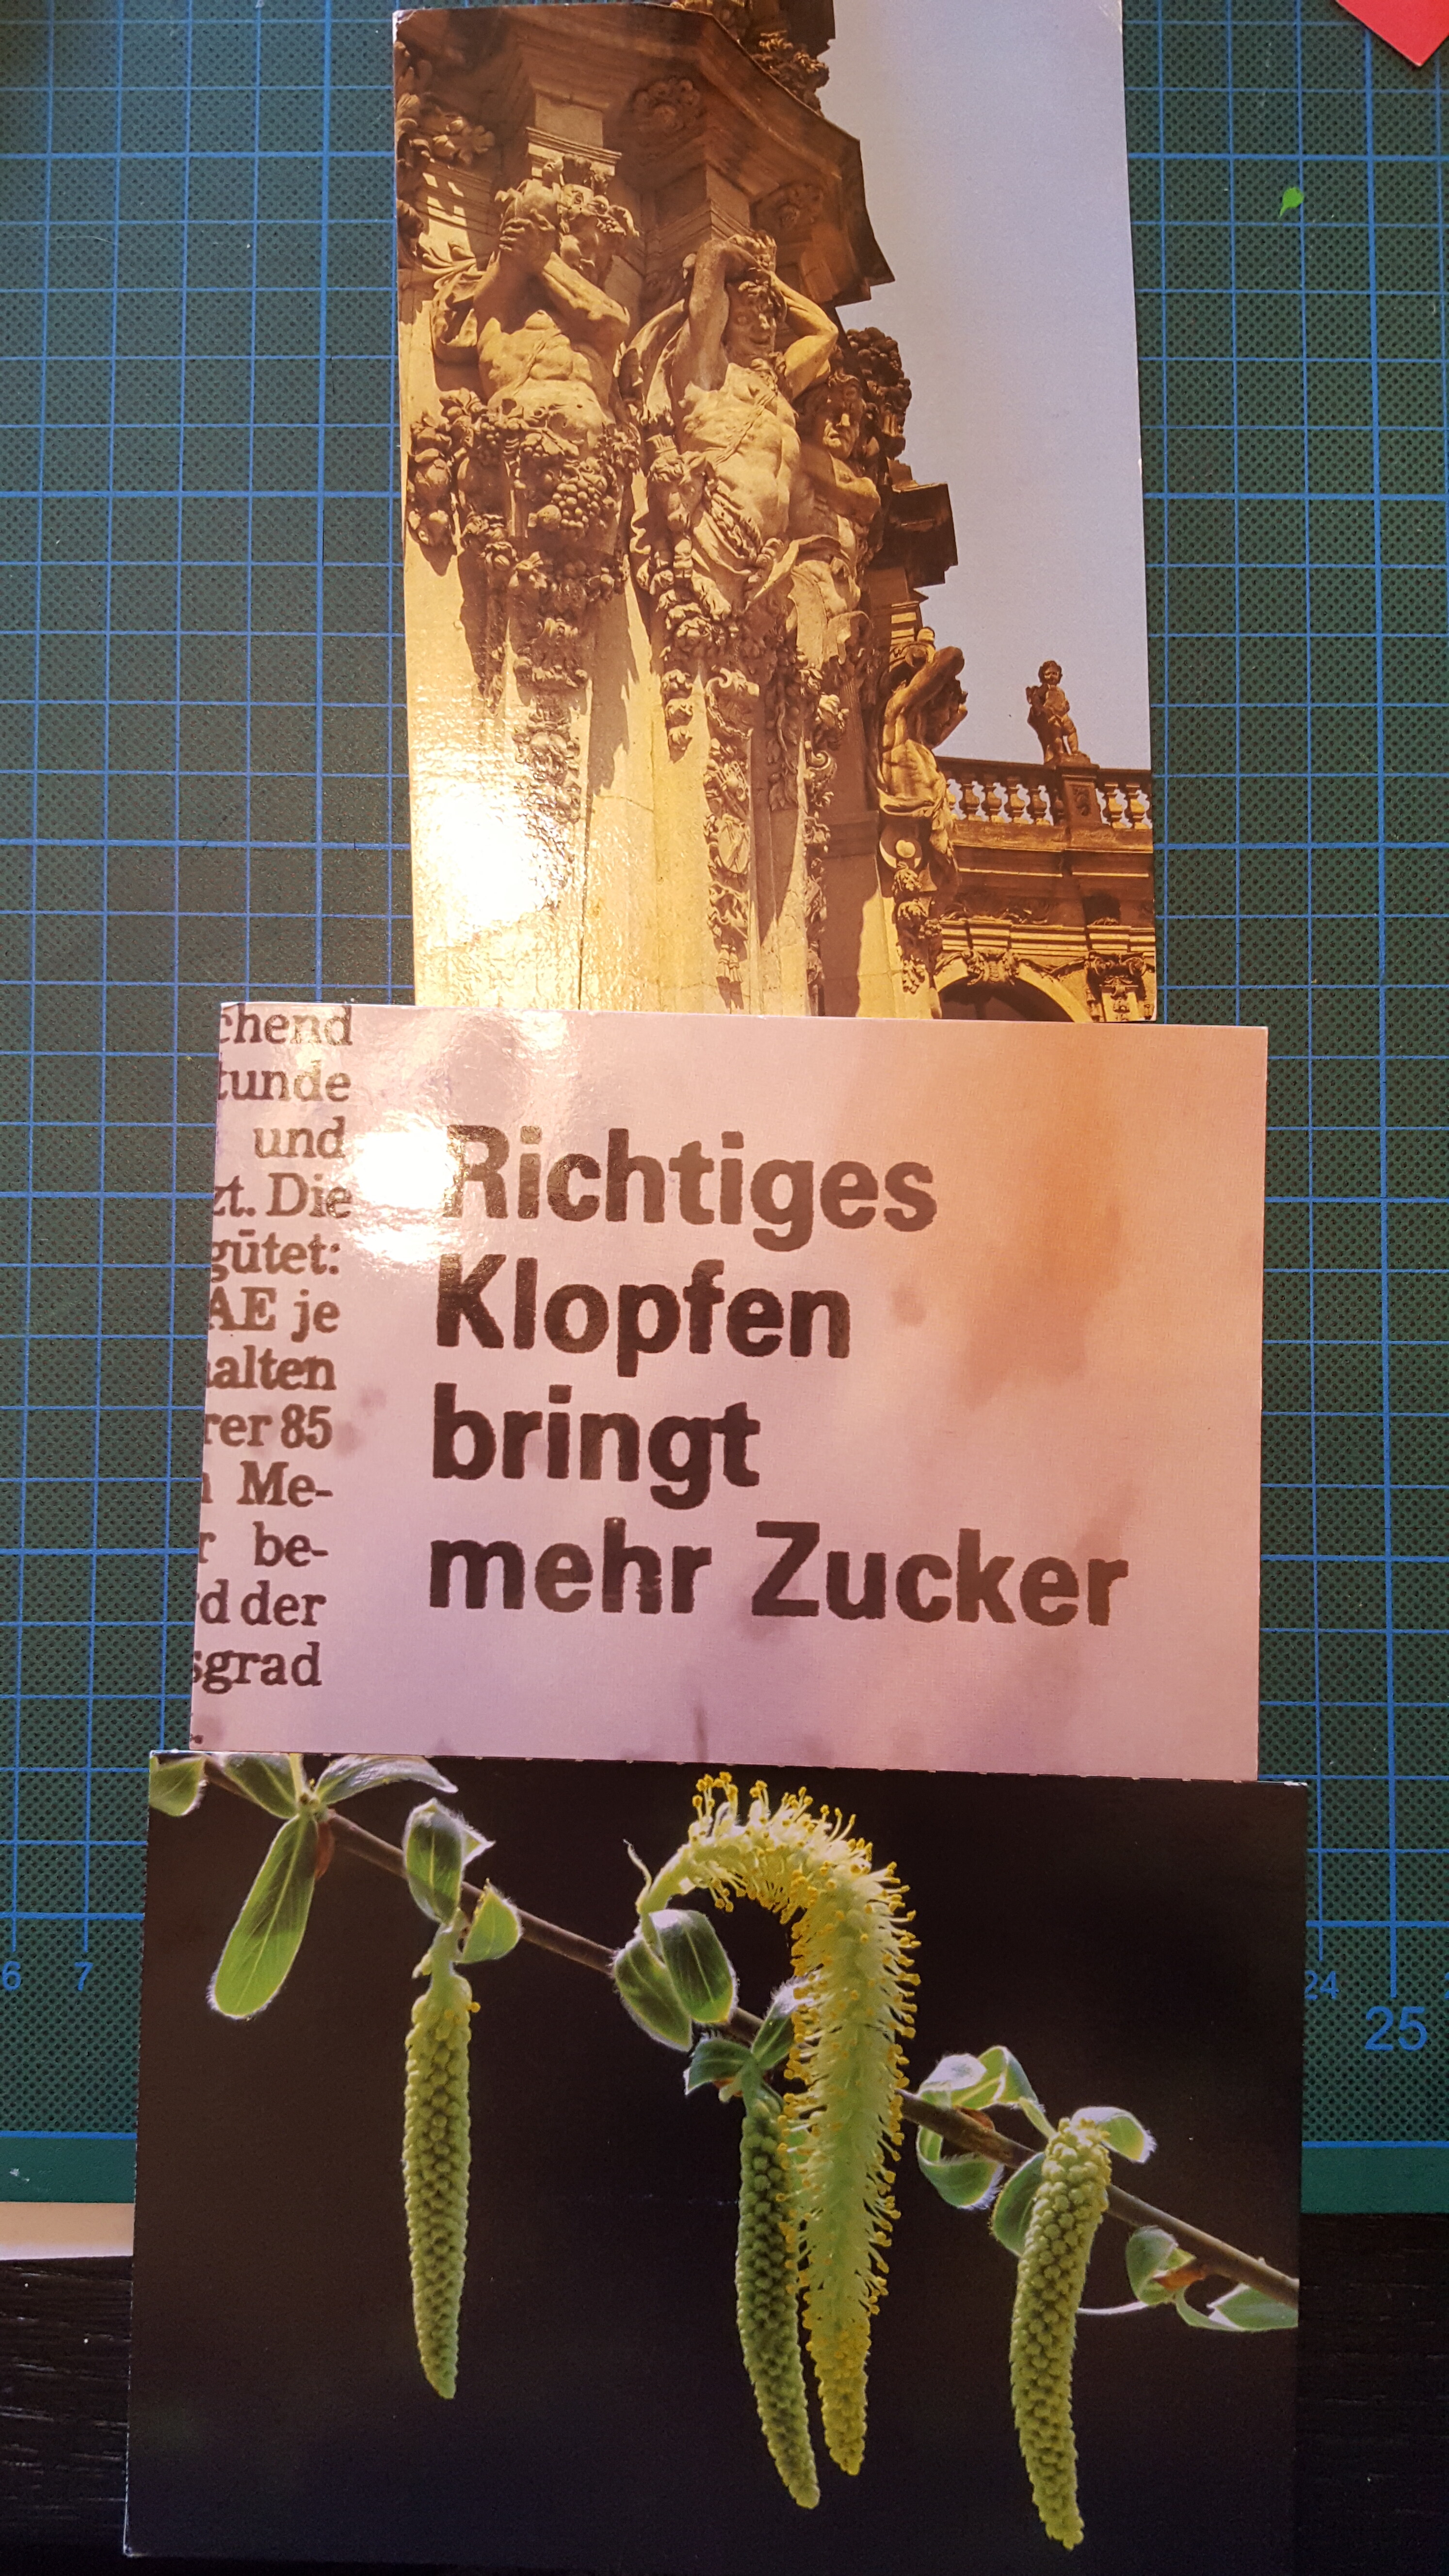 chend
tunde
und
zt. Die
gütet:
AE je
alten
rer 85
n Me-
r be-
d der
sgrad
Richtiges
Klopfen
bringt
mehr Zucker
6 7
24
25